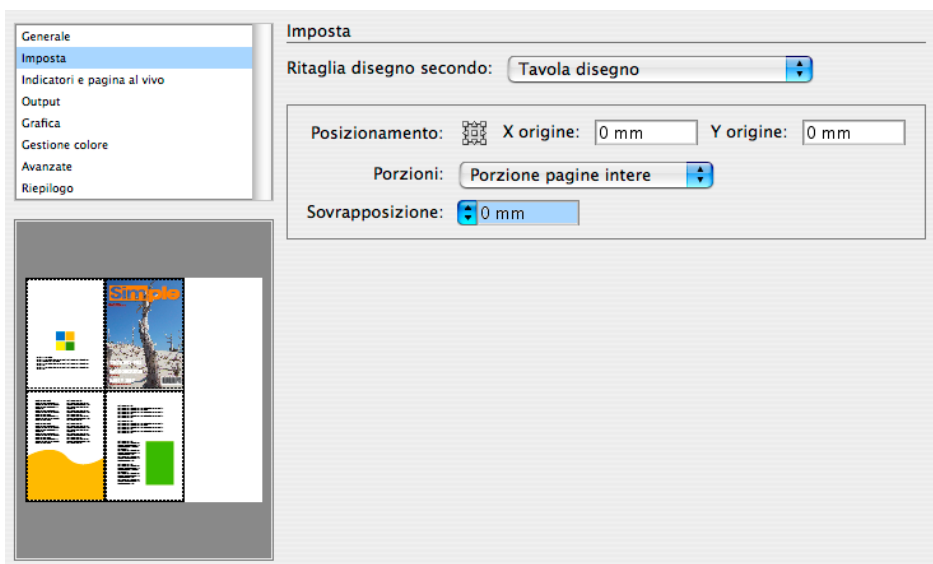 Generale
Imposta
Indicatori e pagina al vivo
Output
Grafica
Gestione colore
Avanzate
Riepilogo
Imposta
Ritaglia disegno secondo: Tavola disegno
Posizionamento: X origine: 0 mm Y origine: 0 mm
Porzioni: Porzione pagine intere
Sovrapposizione: 0 mm
Simple